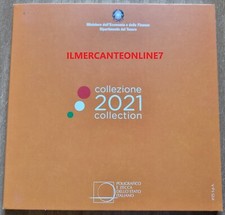 Ministero dell'Economia e delle Finanze
Dipartimento del Tesoro
ILMERCANTEONLINE7
collezione
2021
collection
POLIGRAFICO
E ZECCA
DELLO STATO
ITALIANO